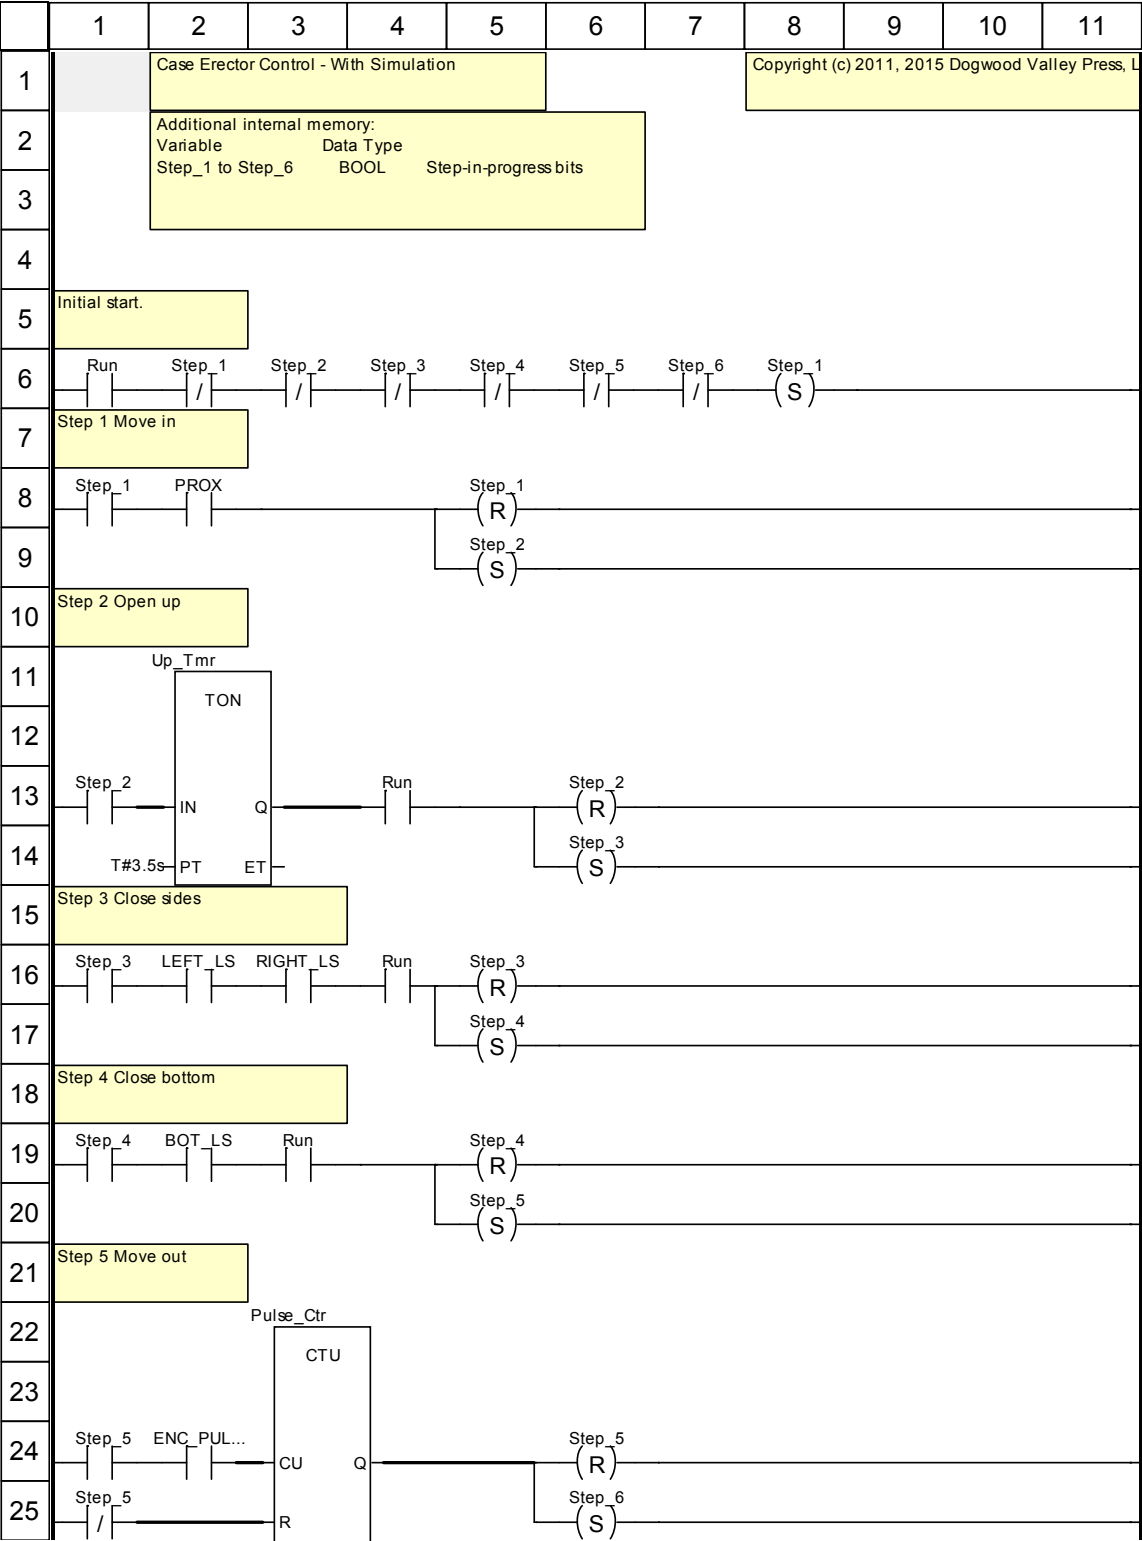 1 2 3 4 5 6 7 8 9 10 11
1
Case Erector Control - With Simulation
Copyright (c) 2011, 2015 Dogwood Valley Press, L
2
Additional internal memory:
Variable Data Type
Step_1 to Step_6 BOOL Step-in-progress bits
3
4
5
Initial start.
Run Step_1 Step_2 Step_3 Step_4 Step_5 Step_6 Step_1
6
/ / / / / / S
7
Step 1 Move in
Step_1 PROX Step_1
8
R
Step_2
9
S
10
Step 2 Open up
Up_Tmr
11
TON
12
Step_2 Run Step_2
13
IN Q R
Step_3
14
T#3.5s PT ET S
15
Step 3 Close sides
Step_3 LEFT_LS RIGHT_LS Run Step_3
16
R
Step_4
17
S
18
Step 4 Close bottom
Step_4 BOT_LS Run Step_4
19
R
Step_5
20
S
21
Step 5 Move out
Pulse_Ctr
22
CTU
23
Step_5 ENC_PUL... Step_5
24
CU Q R
Step_5 Step_6
25
/ R S